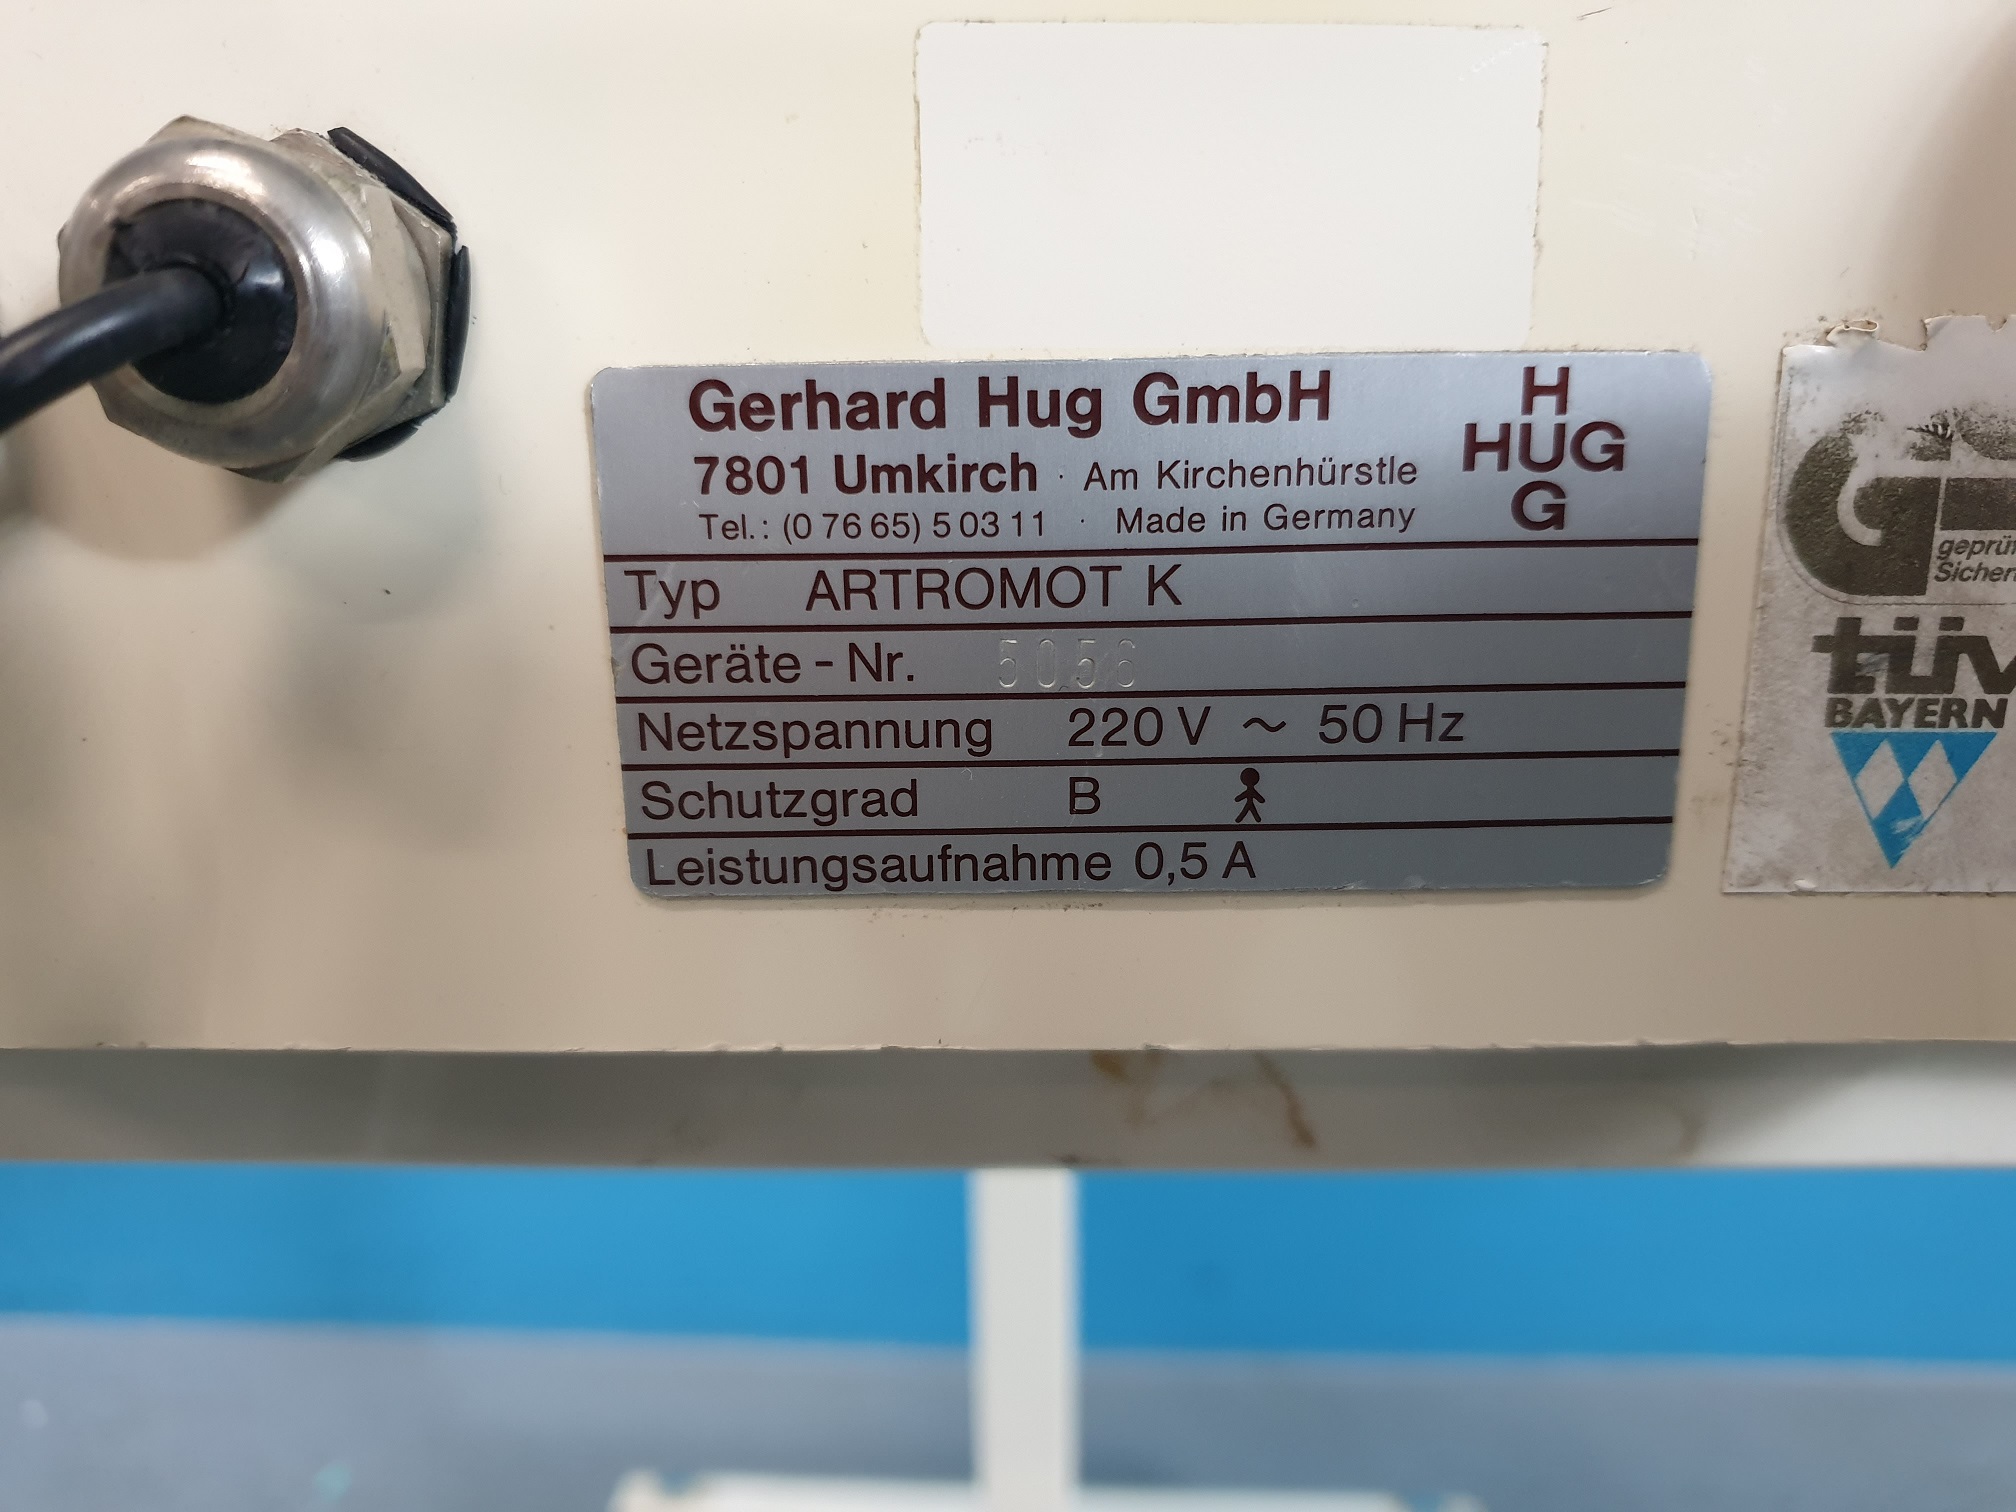 Gerhard Hug GmbH
7801 Umkirch · Am Kirchenhürstle
Tel.: (0 76 65) 5 03 11 · Made in Germany
H
HUG
G
Typ ARTROMOT K
Geräte - Nr. 5056
Netzspannung 220 V ~ 50 Hz
Schutzgrad B
Leistungsaufnahme 0,5 A
TÜV
BAYERN